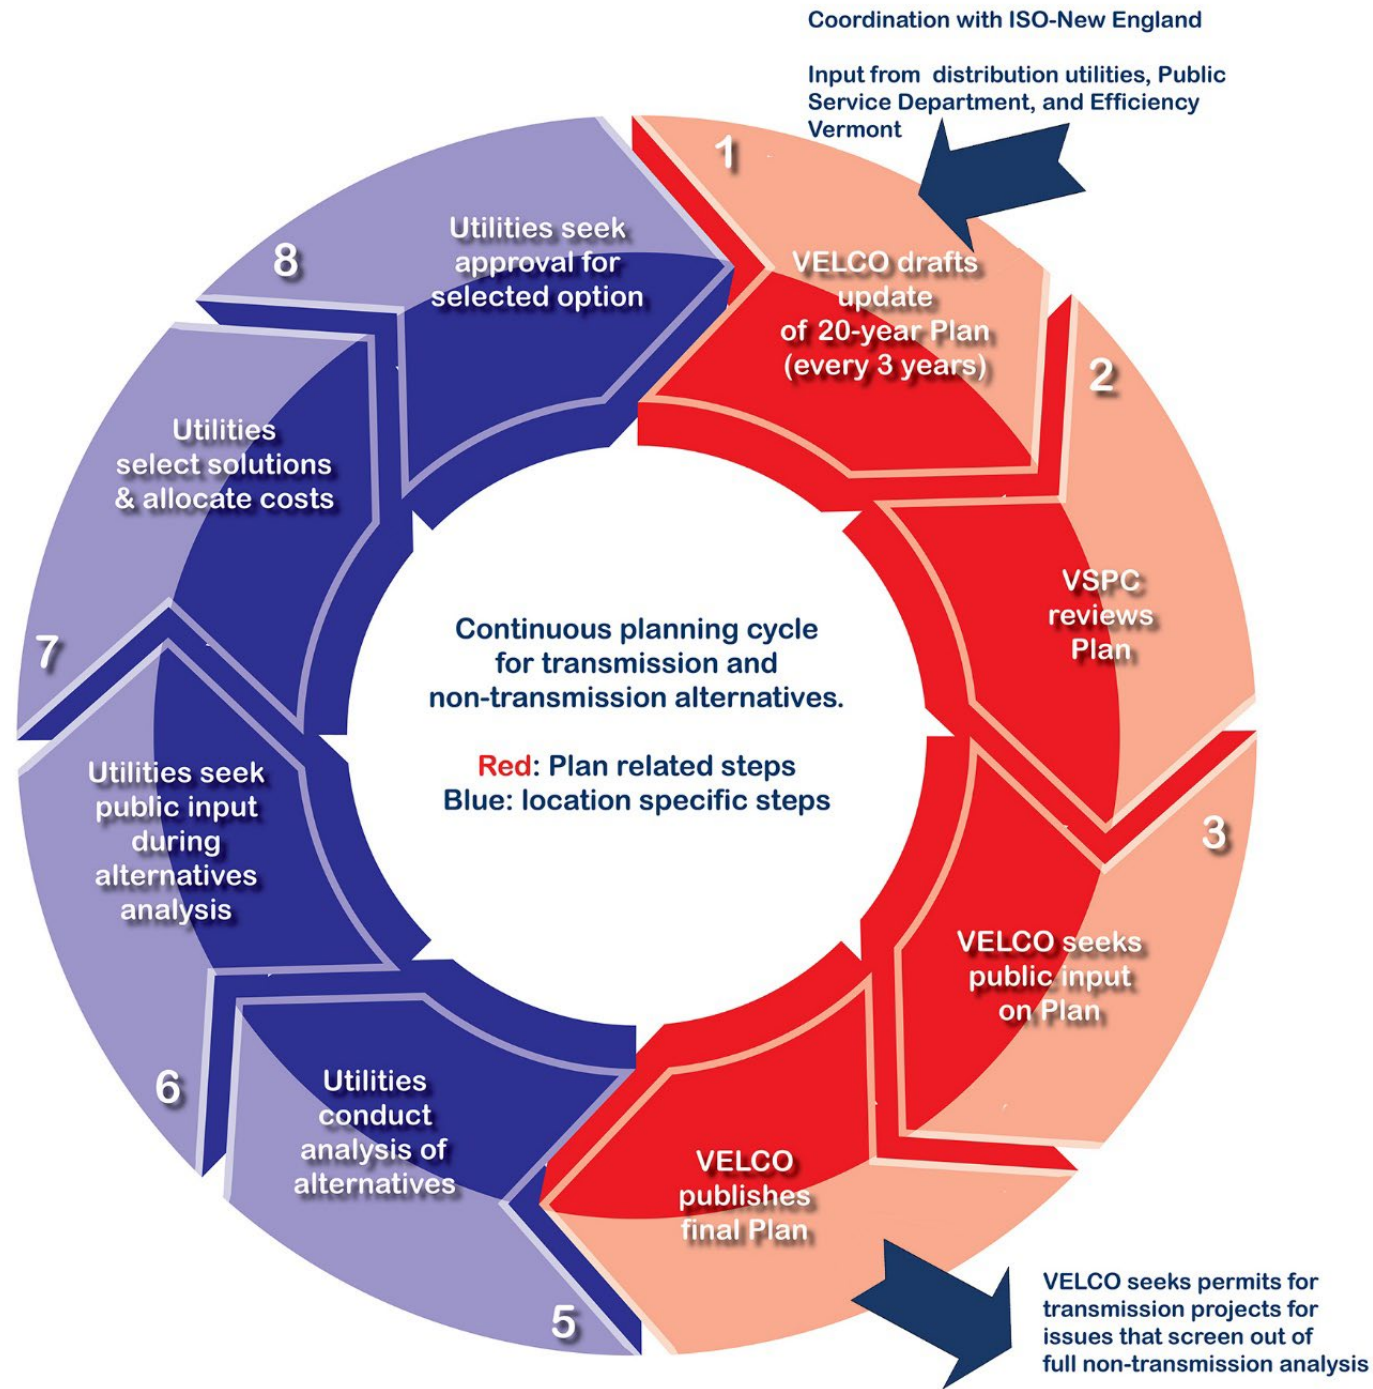 Coordination with ISO-New England
Input from distribution utilities, Public
Service Department, and Efficiency
Vermont
1
VELCO drafts
update
of 20-year Plan
(every 3 years)
2
VSPC
reviews
Plan
3
VELCO seeks
public input
on Plan
VELCO
publishes
final Plan
VELCO seeks permits for
transmission projects for
issues that screen out of
full non-transmission analysis
5
Utilities
conduct
analysis of
alternatives
6
Utilities seek
public input
during
alternatives
analysis
7
Utilities
select solutions
& allocate costs
8
Utilities seek
approval for
selected option
Continuous planning cycle
for transmission and
non-transmission alternatives.
Red: Plan related steps
Blue: location specific steps